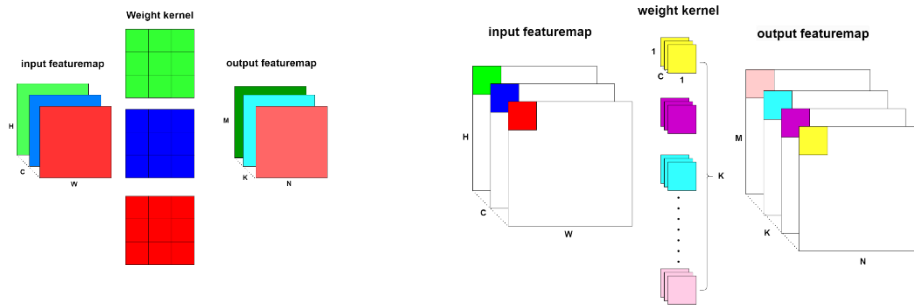 Weight kernel
input featuremap
output featuremap
H
C
W
M
K
N
weight kernel
input featuremap
output featuremap
1
C
1
H
C
W
K
M
K
N